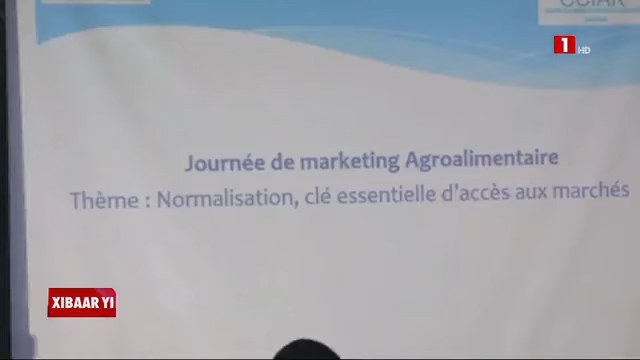 1 HD
Journée de marketing Agroalimentaire
Thème : Normalisation, clé essentielle d'accès aux marchés
XIBAAR YI